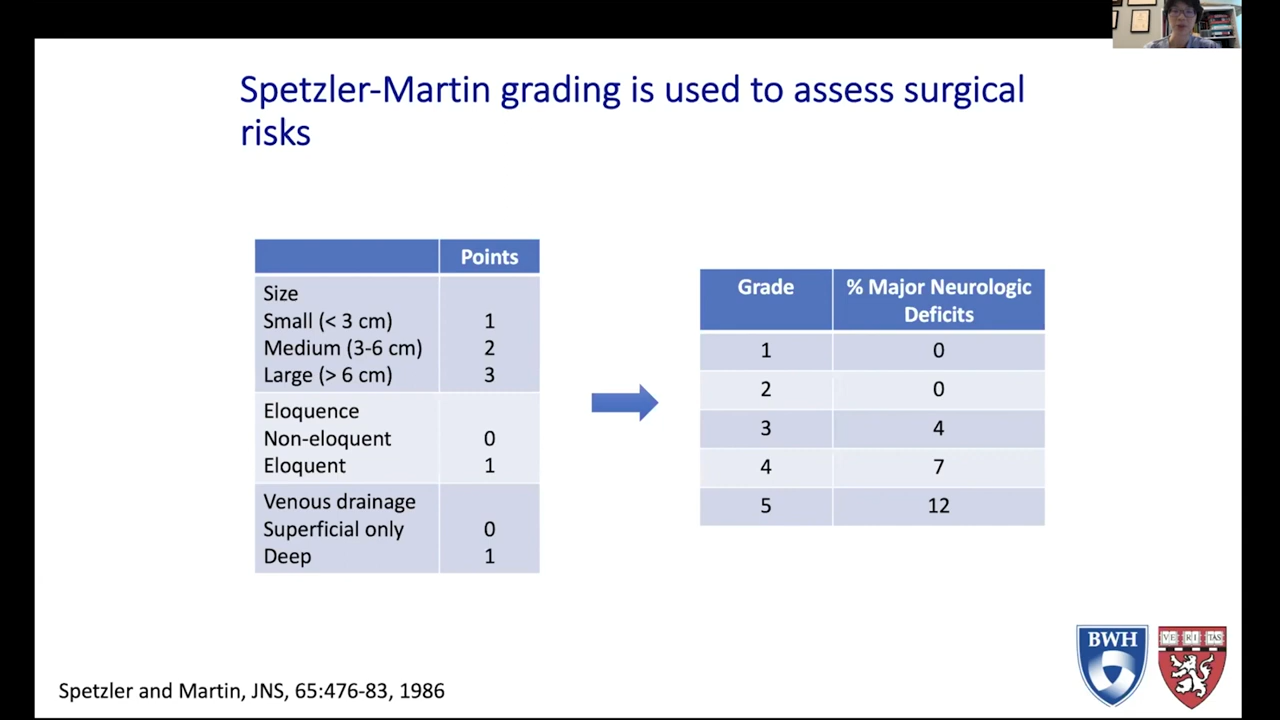 Spetzler-Martin grading is used to assess surgical
risks
Points
Size
Small (< 3 cm) 1
Medium (3-6 cm) 2
Large (> 6 cm) 3
Eloquence
Non-eloquent 0
Eloquent 1
Venous drainage
Superficial only 0
Deep 1
Grade % Major Neurologic
Deficits
1 0
2 0
3 4
4 7
5 12
Spetzler and Martin, JNS, 65:476-83, 1986
BWH
VE RI TAS